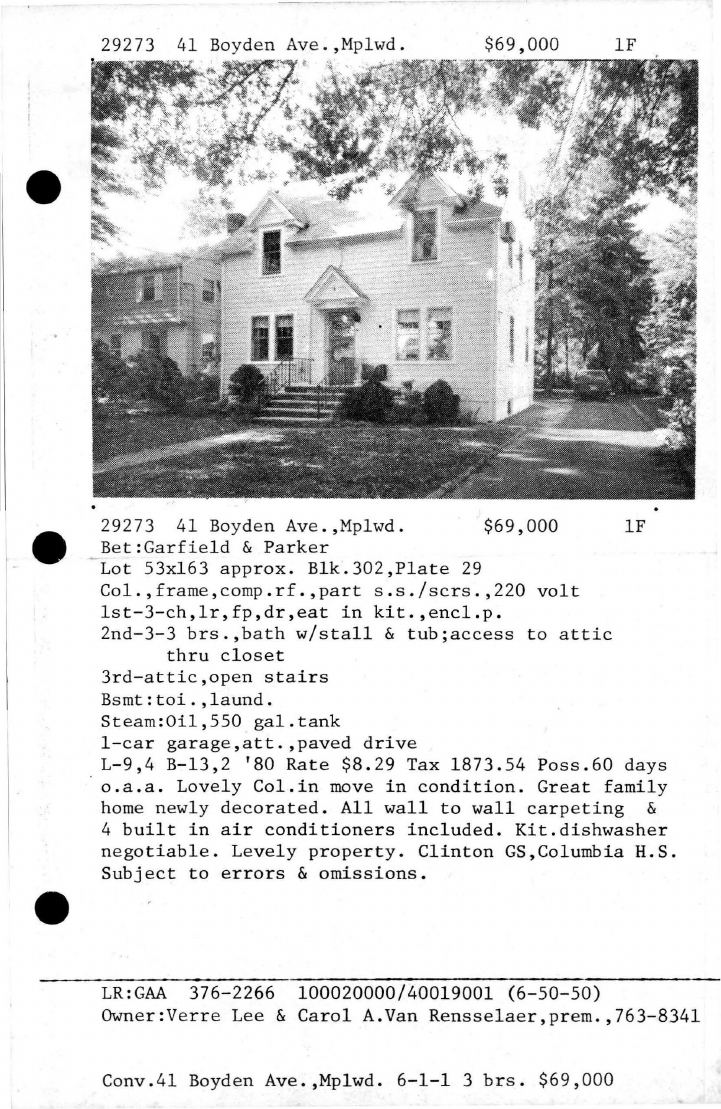 29273 41 Boyden Ave.,Mplwd. $69,000 1F
29273 41 Boyden Ave.,Mplwd. $69,000 1F
Bet:Garfield & Parker
Lot 53x163 approx. Blk.302,Plate 29
Col.,frame,comp.rf.,part s.s./scrs.,220 volt
1st-3-ch,lr,fp,dr,eat in kit.,encl.p.
2nd-3-3 brs.,bath w/stall & tub;access to attic
thru closet
3rd-attic,open stairs
Bsmt:toi.,laund.
Steam:Oil,550 gal.tank
1-car garage,att.,paved drive
L-9,4 B-13,2 '80 Rate $8.29 Tax 1873.54 Poss.60 days
o.a.a. Lovely Col.in move in condition. Great family
home newly decorated. All wall to wall carpeting &
4 built in air conditioners included. Kit.dishwasher
negotiable. Levely property. Clinton GS,Columbia H.S.
Subject to errors & omissions.
LR:GAA 376-2266 100020000/40019001 (6-50-50)
Owner:Verre Lee & Carol A.Van Rensselaer,prem.,763-8341
Conv.41 Boyden Ave.,Mplwd. 6-1-1 3 brs. $69,000